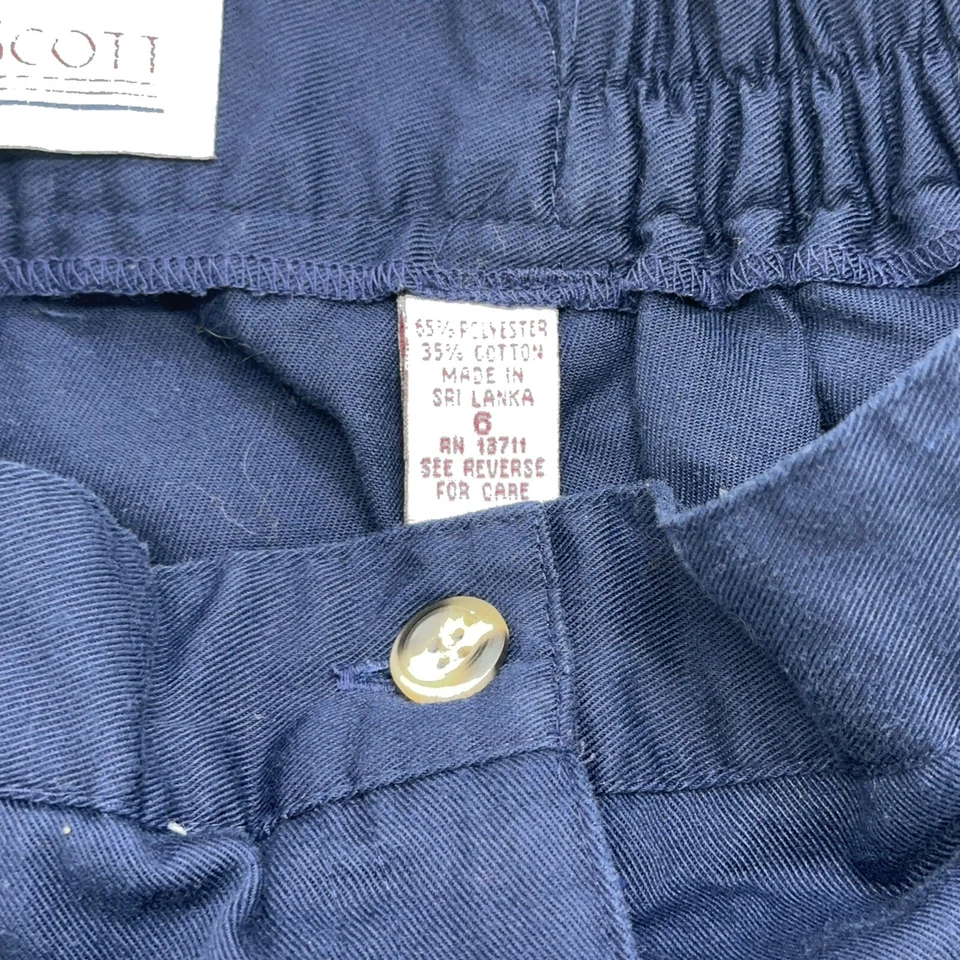 SCOTT
65% POLYESTER
35% COTTON
MADE IN
SRI LANKA
6
RN 13711
SEE REVERSE
FOR CARE